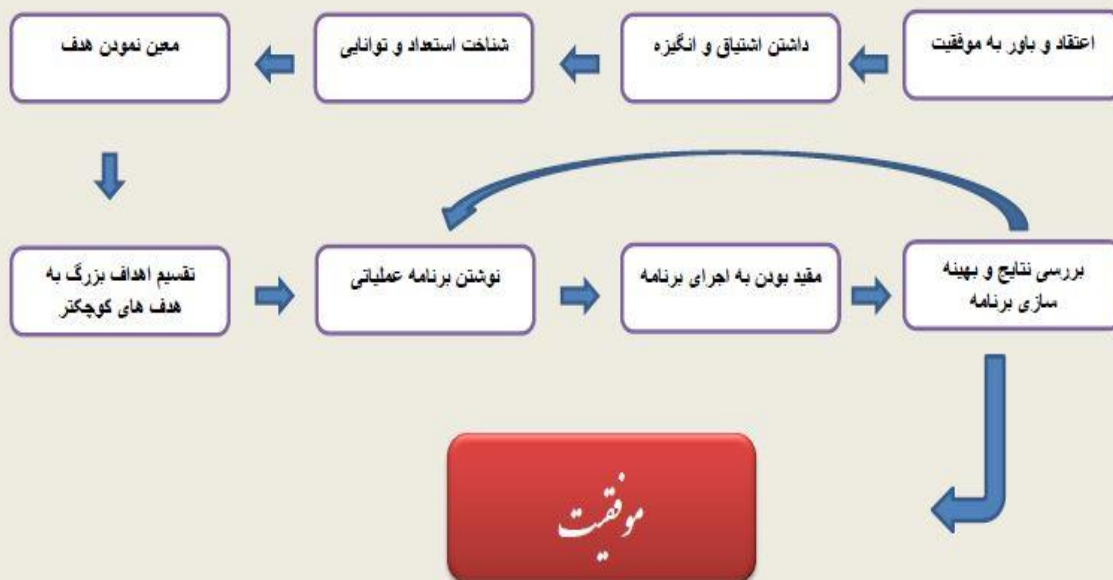 اعتقاد و باور به موفقیت
داشتن اشتیاق و انگیزه
شناخت استعداد و توانایی
معین نمودن هدف
تقسیم اهداف بزرگ به
هدف های کوچکتر
نوشتن برنامه عملیاتی
مقید بودن به اجرای برنامه
بررسی نتایج و بهینه
سازی برنامه
موفقیت